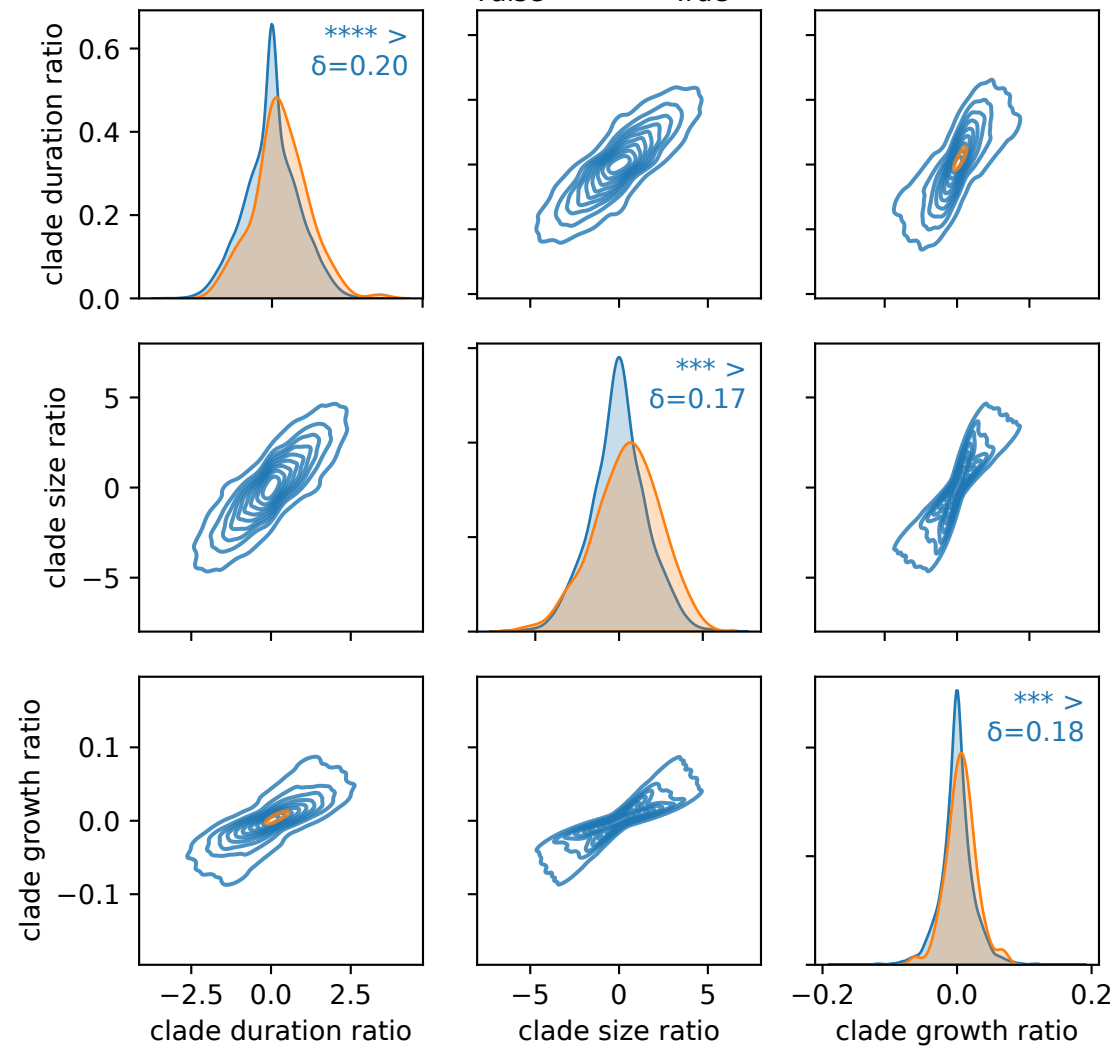 clade duration ratio
0.6
0.4
0.2
0.0
**** >
δ=0.20
clade size ratio
5
0
−5
*** >
δ=0.17
clade growth ratio
0.1
0.0
−0.1
*** >
δ=0.18
−2.5 0.0 2.5
−5 0 5
−0.2 0.0 0.2
clade duration ratio
clade size ratio
clade growth ratio